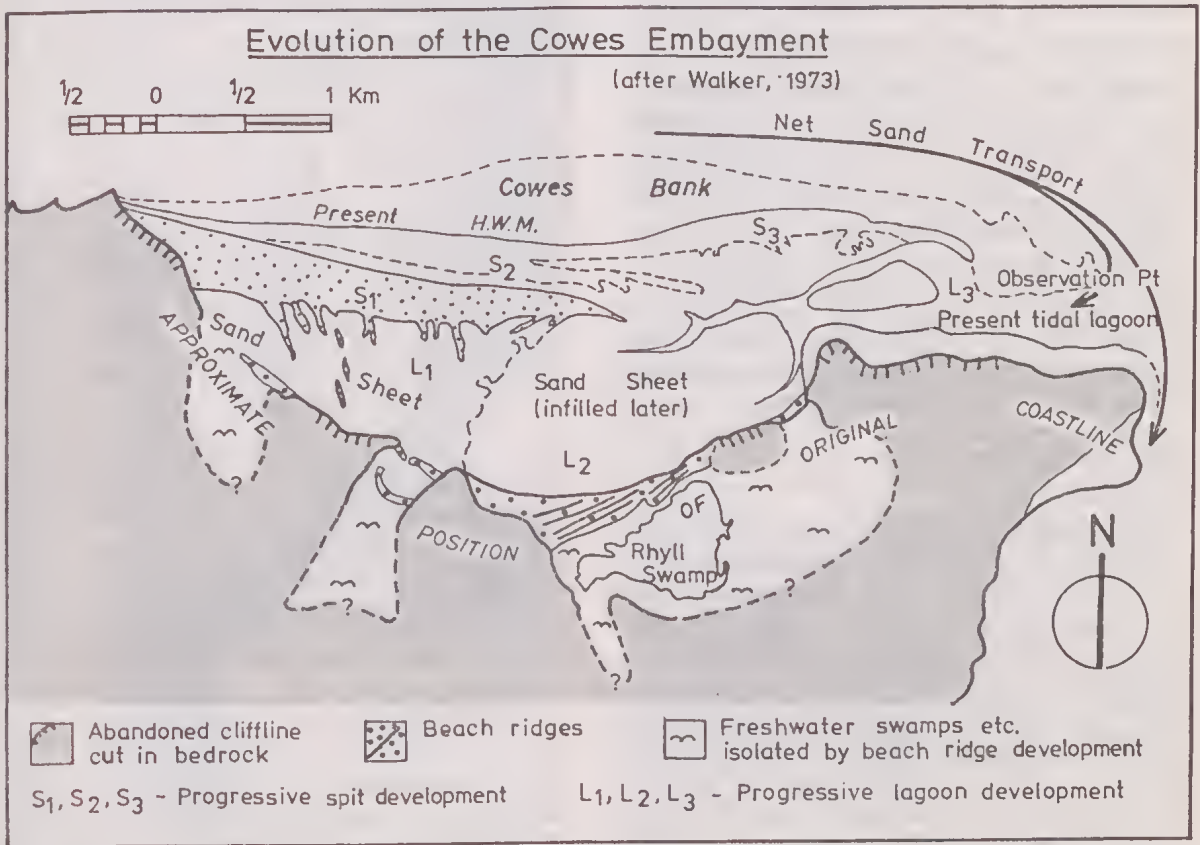 Evolution of the Cowes Embayment
(after Walker, 1973)
1/2 0 1/2 1 Km
Net Sand Transport
Cowes Bank
Present H.W.M.
S3
S2
S1
L3
Observation Pt
Present tidal lagoon
Sand
Sheet
L1
Sand Sheet
(infilled later)
L2
APPROXIMATE
POSITION
OF
ORIGINAL
COASTLINE
Rhyll
Swamp
?
?
?
?
N
Abandoned cliffline
cut in bedrock
Beach ridges
Freshwater swamps etc.
isolated by beach ridge development
S1, S2, S3 - Progressive spit development
L1, L2, L3 - Progressive lagoon development